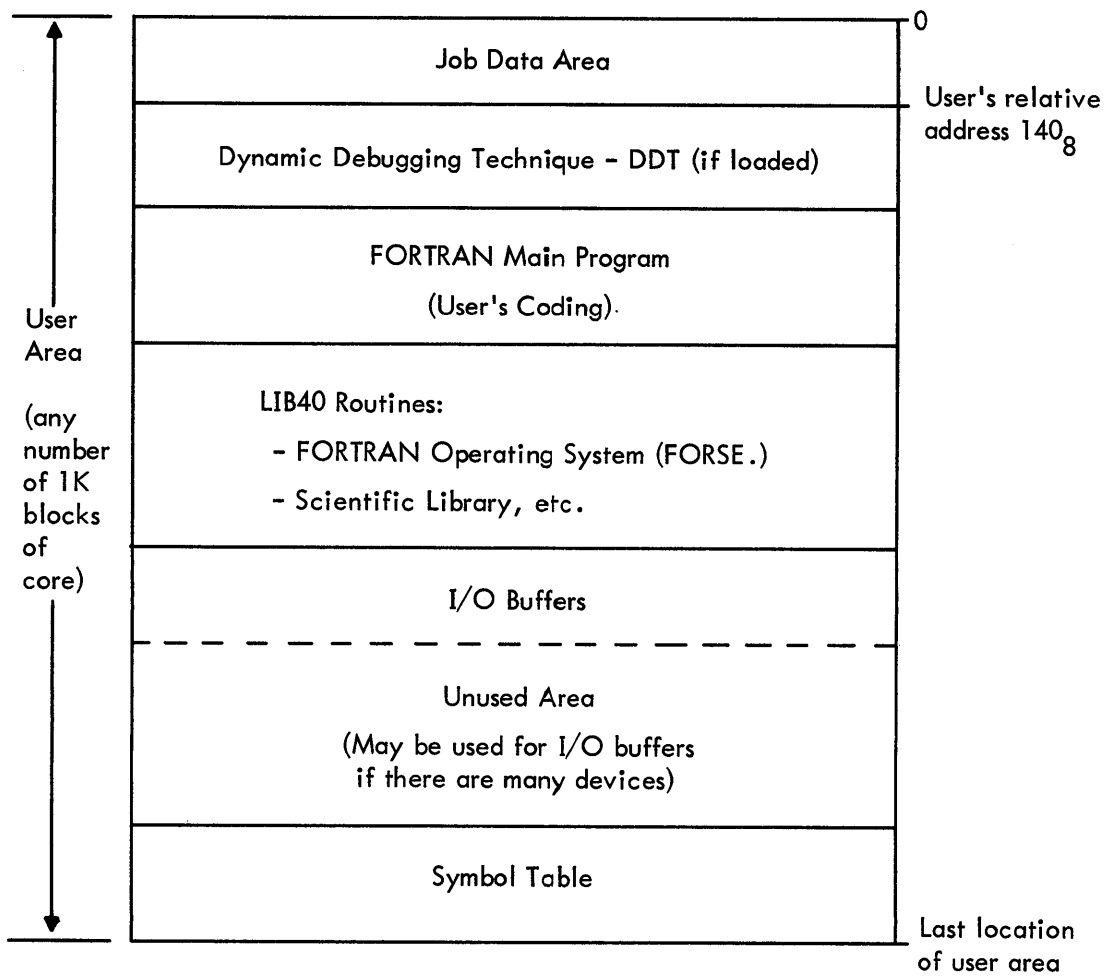 0
Job Data Area
User's relative
address 140₈
Dynamic Debugging Technique - DDT (if loaded)
FORTRAN Main Program
(User's Coving)
User
Area
(any
number
of 1K
blocks
of
core)
LIB40 Routines:
- FORTRAN Operating System (FORSE.)
- Scientific Library, etc.
I/O Buffers
Unused Area
(May be used for I/O buffers
if there are many devices)
Symbol Table
Last location
of user area